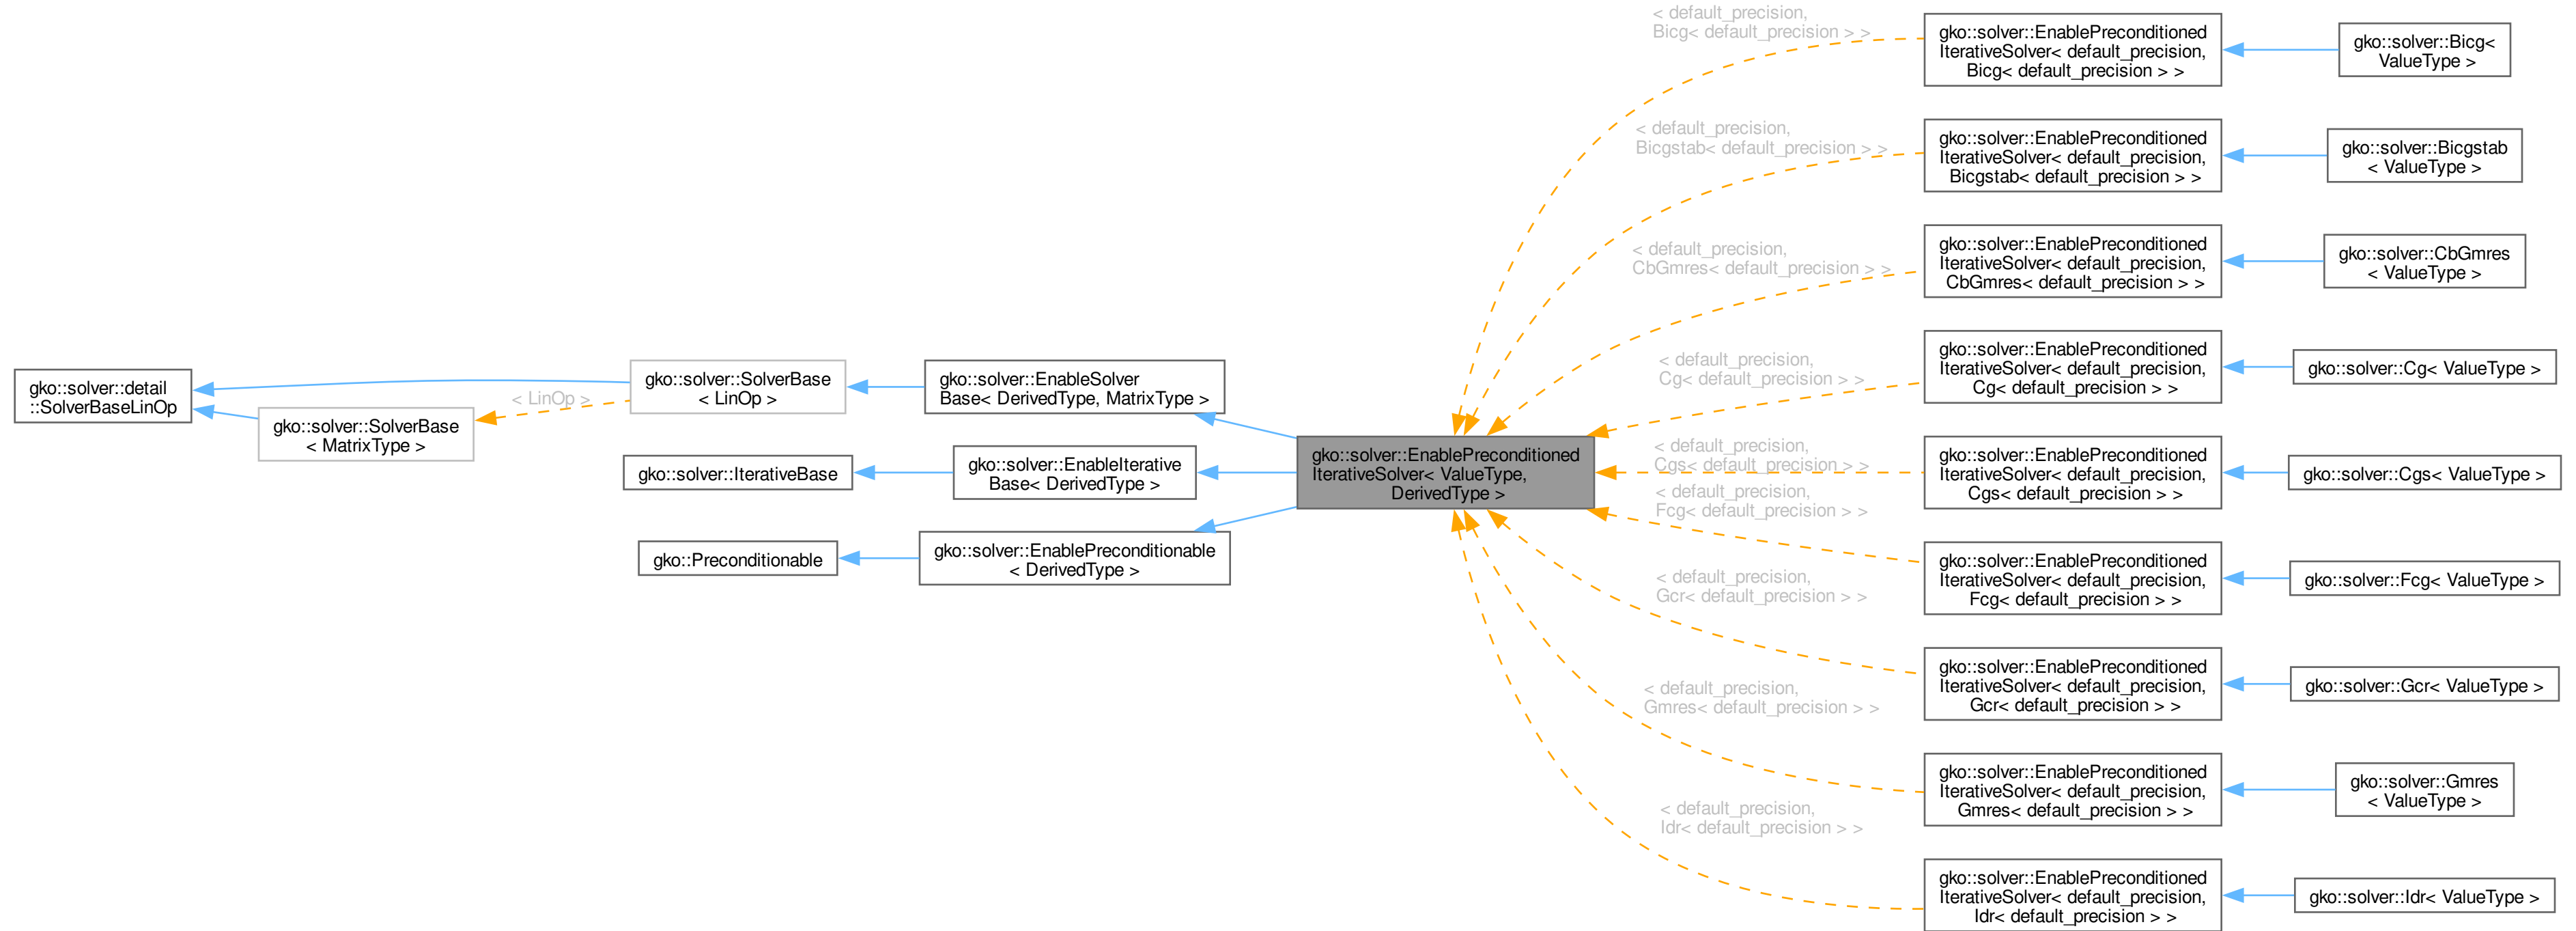 gko::solver::detail
::SolverBaseLinOp
gko::solver::SolverBase
< MatrixType >
< LinOp >
gko::solver::SolverBase
< LinOp >
gko::solver::IterativeBase
gko::Preconditionable
gko::solver::EnableSolver
Base< DerivedType, MatrixType >
gko::solver::EnableIterative
Base< DerivedType >
gko::solver::EnablePreconditionable
< DerivedType >
gko::solver::EnablePreconditioned
IterativeSolver< ValueType,
DerivedType >
< default_precision,
Bicg< default_precision > >
< default_precision,
Bicgstab< default_precision > >
< default_precision,
CbGmres< default_precision > >
< default_precision,
Cg< default_precision > >
< default_precision,
Cgs< default_precision > >
< default_precision,
Fcg< default_precision > >
< default_precision,
Gcr< default_precision > >
< default_precision,
Gmres< default_precision > >
< default_precision,
Idr< default_precision > >
gko::solver::EnablePreconditioned
IterativeSolver< default_precision,
Bicg< default_precision > >
gko::solver::Bicg<
ValueType >
gko::solver::EnablePreconditioned
IterativeSolver< default_precision,
Bicgstab< default_precision > >
gko::solver::Bicgstab
< ValueType >
gko::solver::EnablePreconditioned
IterativeSolver< default_precision,
CbGmres< default_precision > >
gko::solver::CbGmres
< ValueType >
gko::solver::EnablePreconditioned
IterativeSolver< default_precision,
Cg< default_precision > >
gko::solver::Cg< ValueType >
gko::solver::EnablePreconditioned
IterativeSolver< default_precision,
Cgs< default_precision > >
gko::solver::Cgs< ValueType >
gko::solver::EnablePreconditioned
IterativeSolver< default_precision,
Fcg< default_precision > >
gko::solver::Fcg< ValueType >
gko::solver::EnablePreconditioned
IterativeSolver< default_precision,
Gcr< default_precision > >
gko::solver::Gcr< ValueType >
gko::solver::EnablePreconditioned
IterativeSolver< default_precision,
Gmres< default_precision > >
gko::solver::Gmres
< ValueType >
gko::solver::EnablePreconditioned
IterativeSolver< default_precision,
Idr< default_precision > >
gko::solver::Idr< ValueType >